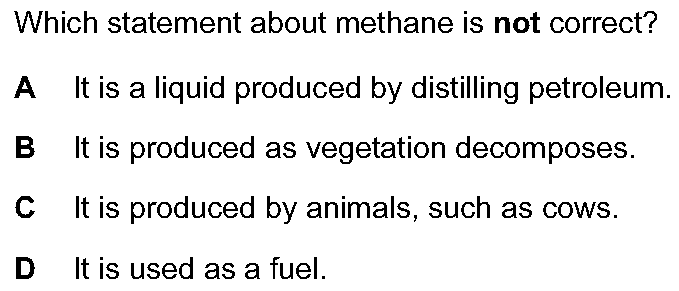 Which statement about methane is not correct?
A It is a liquid produced by distilling petroleum.
B It is produced as vegetation decomposes.
C It is produced by animals, such as cows.
D It is used as a fuel.